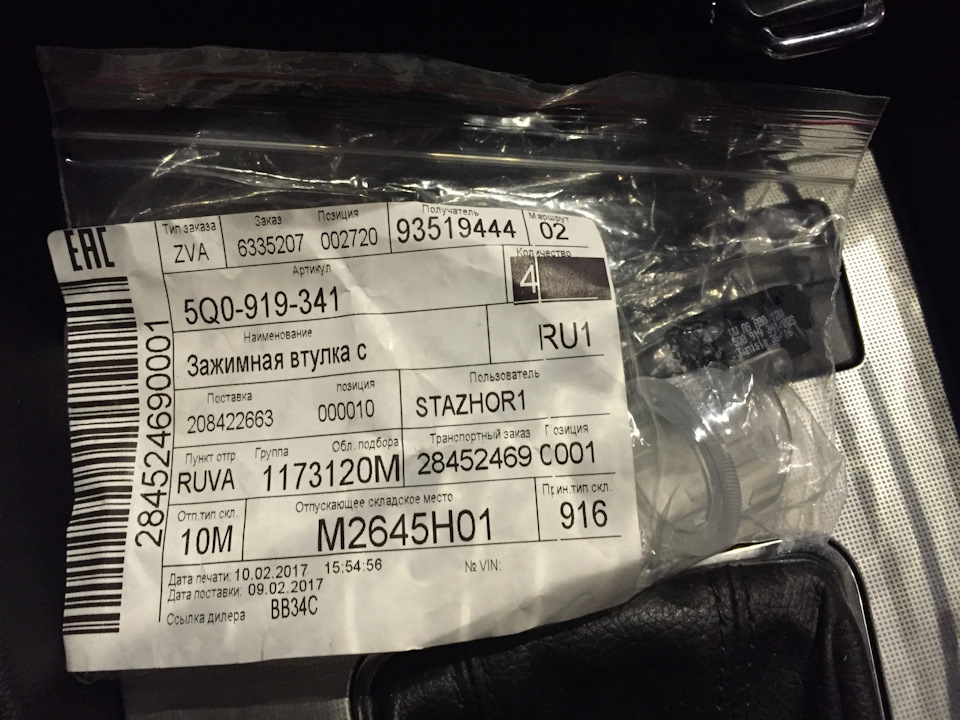 EAC
Тип заказа Заказ Позиция Получатель Маршрут
ZVA 6335207 002720 93519444 02
Артикул Количество
5Q0-919-341 4
Наименование
Зажимная втулка с RU1
Поставка позиция Пользователь
208422663 000010 STAZHOR1
Пункт отгр Группа Обл. подбора Транспортный заказ Позиция
RUVA 1173120M 28452469 0001
Отп.тип скл. Отпускающее складское место Прин.тип скл.
10M M2645H01 916
Дата печати: 10.02.2017 15:54:56 № VIN:
Дата поставки: 09.02.2017
Ссылка дилера BB34C
284524690001